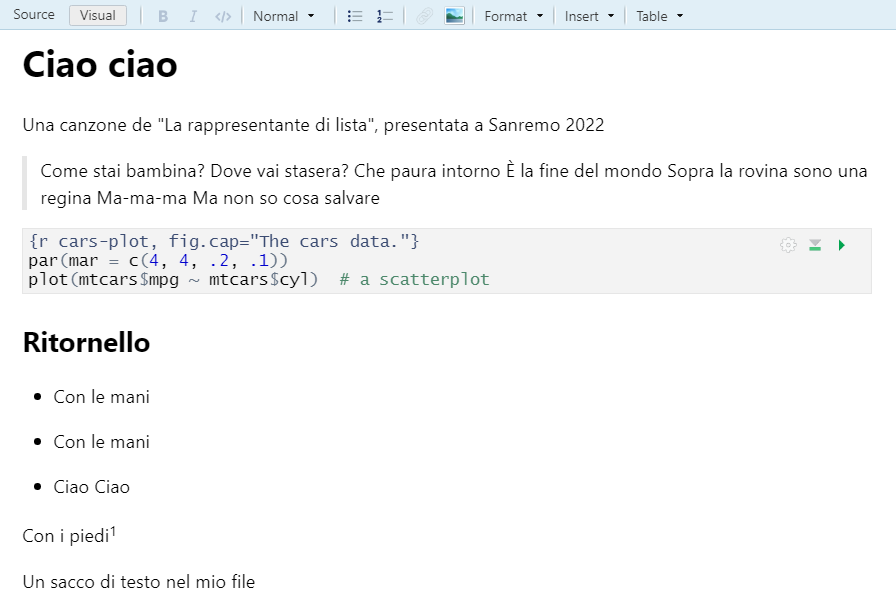 Source Visual B I </> Normal Format Insert Table
Ciao ciao
Una canzone de "La rappresentante di lista", presentata a Sanremo 2022
Come stai bambina? Dove vai stasera? Che paura intorno È la fine del mondo Sopra la rovina sono una
regina Ma-ma-ma Ma non so cosa salvare
{r cars-plot, fig.cap="The cars data."}
par(mar = c(4, 4, .2, .1))
plot(mtcars$mpg ~ mtcars$cyl)  # a scatterplot
Ritornello
• Con le mani
• Con le mani
• Ciao Ciao
Con i piedi¹
Un sacco di testo nel mio file